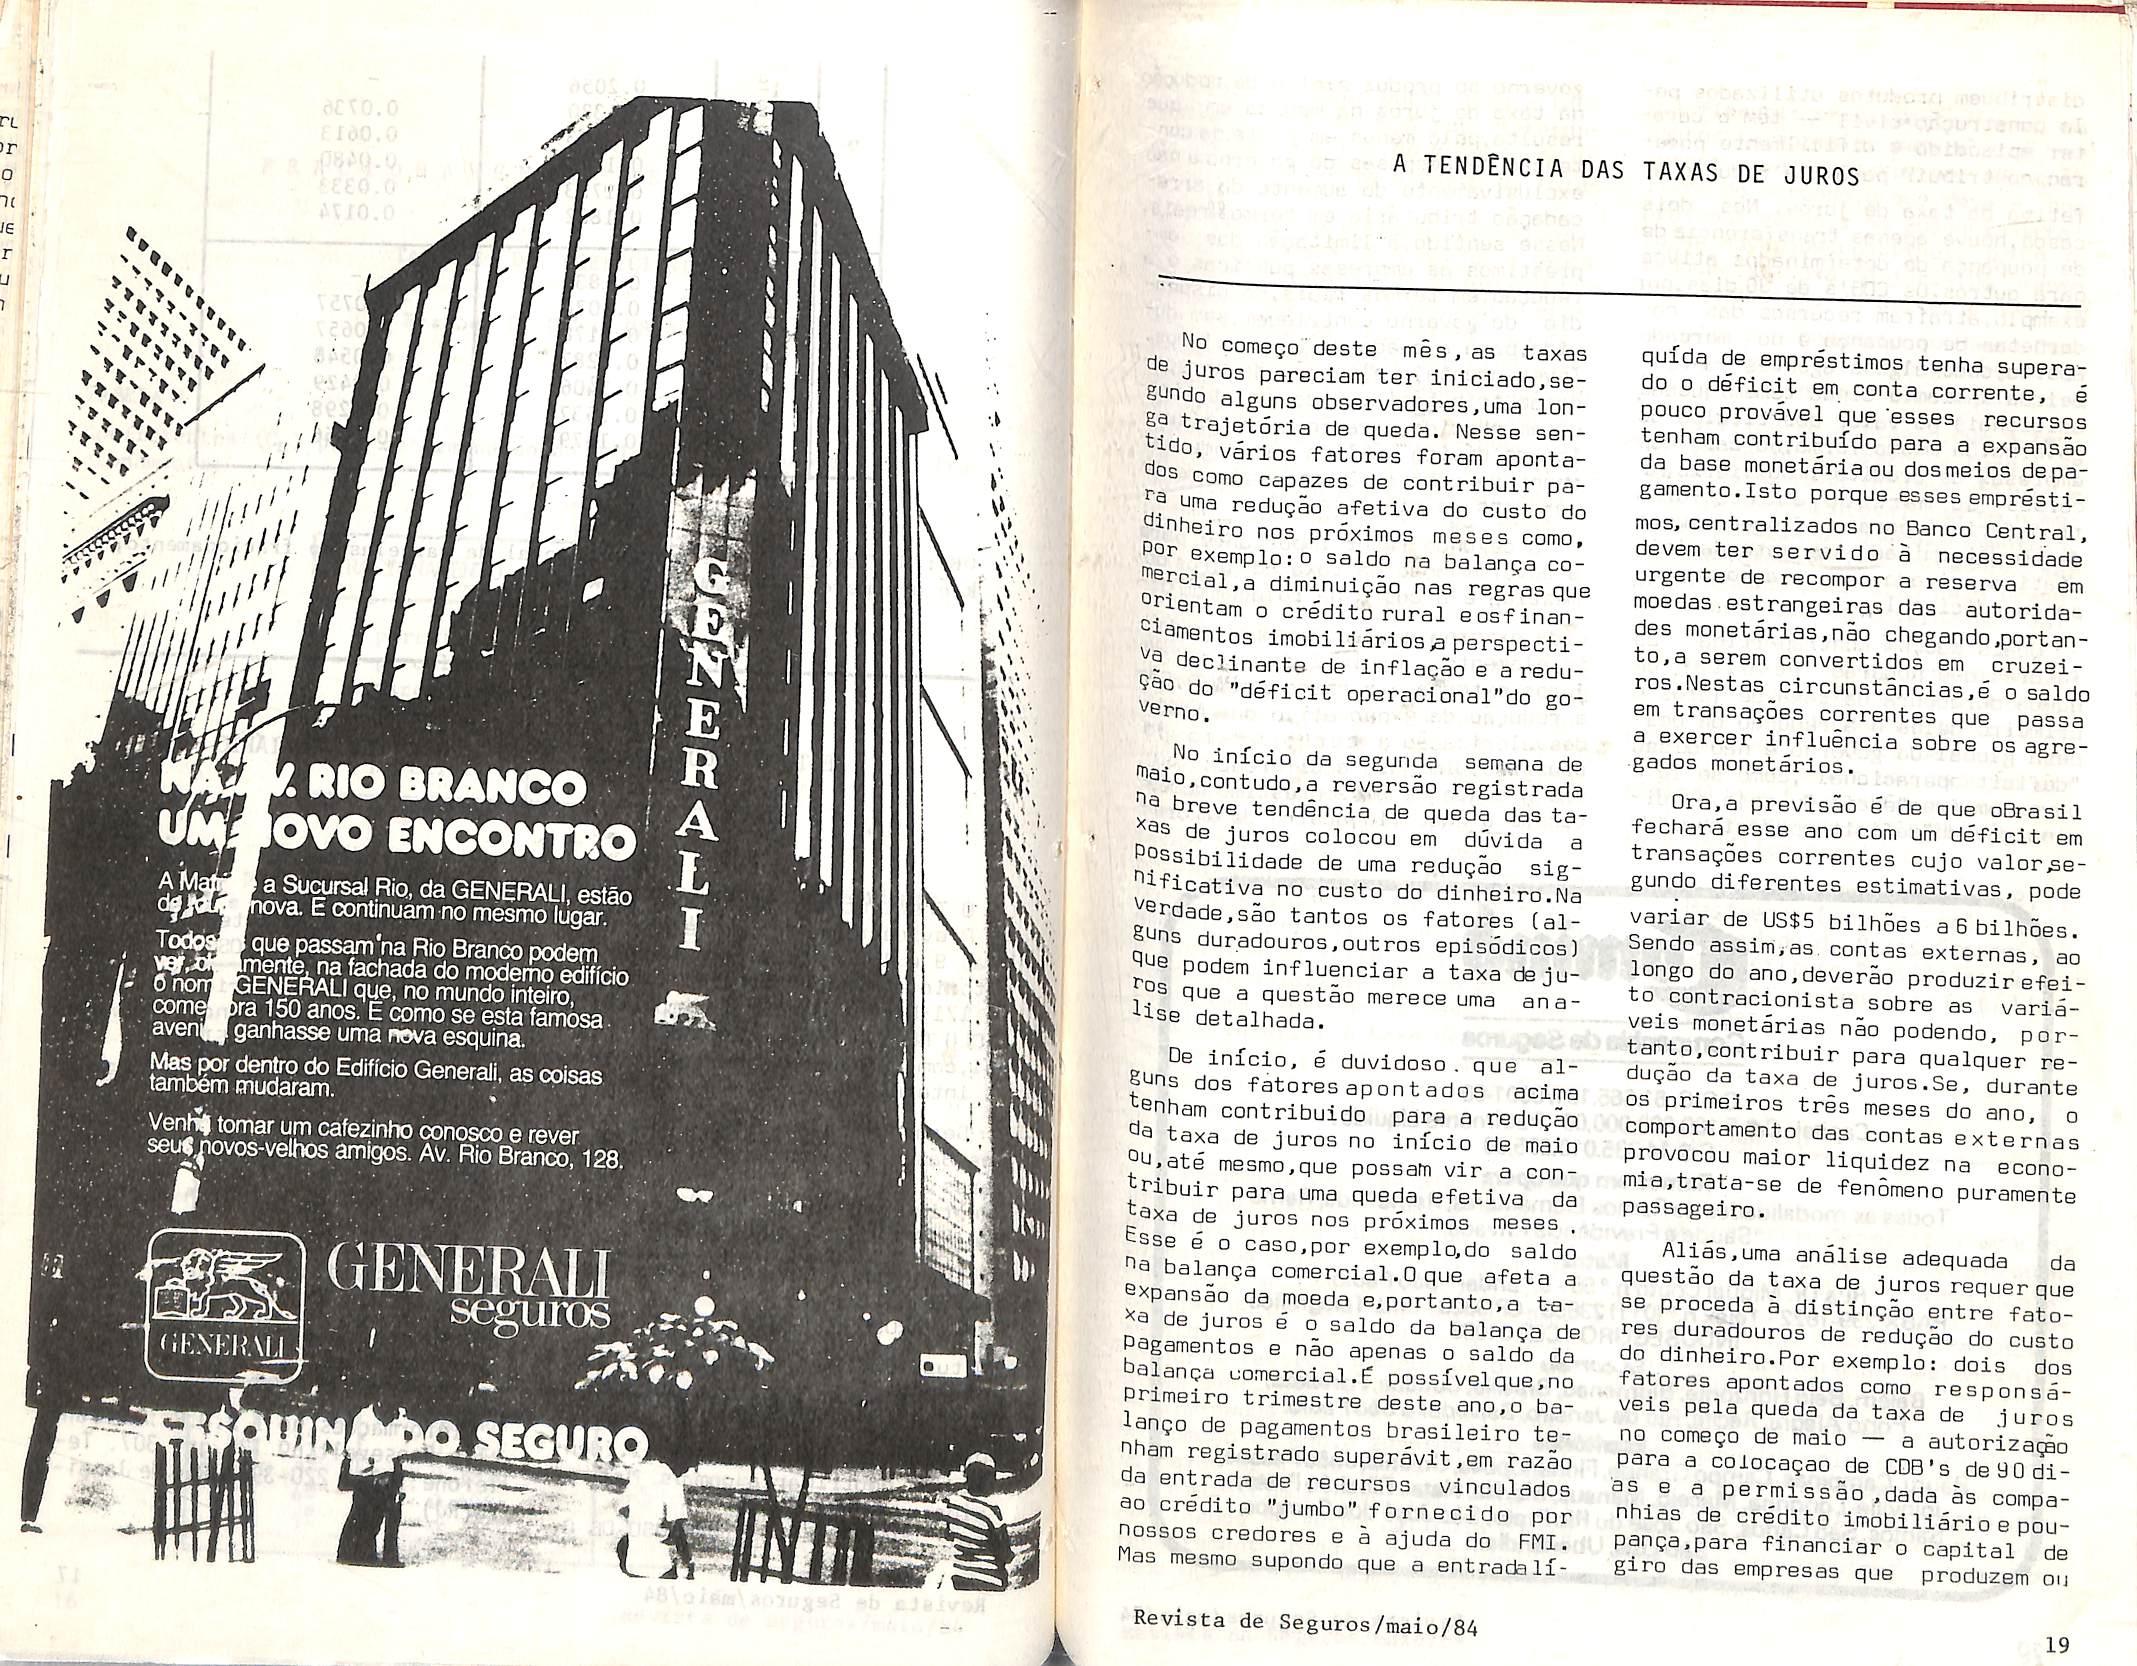 GENERALI
NA AV. RIO BRANCO
UM NOVO ENCONTRO
a Sucursal Rio, da GENERALI, estão
nova. E continuam no mesmo lugar.
Todos que passam na Rio Branco podem
na fachada do moderno edifício
GENERALI que, no mundo inteiro,
150 anos. É como se esta famosa
ganhasse uma nova esquina.
Mas por dentro do Edifício Generali, as coisas
também mudaram.
Venha tomar um cafezinho conosco e rever
seus novos-velhos amigos. Av. Rio Branco, 128.
GENERALI
GENERALI
seguros
DO SEGURO
A TENDÊNCIA DAS TAXAS DE JUROS
No começo deste mês, as taxas
de juros pareciam ter iniciado,se-
gundo alguns observadores,uma lon-
ga trajetória de queda. Nesse sen-
tido, vários fatores foram aponta-
dos como capazes de contribuir pa-
ra uma redução afetiva do custo do
dinheiro nos próximos meses como,
por exemplo:o saldo na balança co-
mercial,a diminuição nas regras que
orientam o crédito rural e os finan-
ciamentos imobiliários,a perspecti-
va declinante de inflação e a redu-
ção do "déficit operacional"do go-
verno.
No início da segunda semana de
maio,contudo,a reversão registrada
na breve tendência de queda das ta-
xas de juros colocou em dúvida a
possibilidade de uma redução sig-
nificativa no custo do dinheiro.Na
verdade,são tantos os fatores (al-
guns duradouros,outros episódicos)
que podem influenciar a taxa de ju-
ros que a questão merece uma ana-
lise detalhada.
De início, é duvidoso. que al-
guns dos fatores apontados acima
tenham contribuido para a redução
da taxa de juros no início de maio
ou,até mesmo,que possam vir a con-
tribuir para uma queda efetiva da
taxa de juros nos próximos meses.
Esse é o caso,por exemplo,do saldo
na balança comercial.O que afeta a
expansão da moeda e,portanto,a ta-
xa de juros é o saldo da balança de
pagamentos e não apenas o saldo da
balança comercial.É possível que,no
primeiro trimestre deste ano,o ba-
lanço de pagamentos brasileiro te-
nham registrado superávit,em razão
da entrada de recursos vinculados
ao crédito "jumbo" fornecido por
nossos credores e à ajuda do FMI.
Mas mesmo supondo que a entrada lí-
quída de empréstimos tenha supera-
do o déficit em conta corrente, é
pouco provável que esses recursos
tenham contribuído para a expansão
da base monetária ou dos meios de pa-
gamento.Isto porque esses emprésti-
mos, centralizados no Banco Central,
devem ter servido à necessidade
urgente de recompor a reserva em
moedas estrangeiras das autorida-
des monetárias,não chegando,portan-
to,a serem convertidos em cruzei-
ros.Nestas circunstâncias,é o saldo
em transações correntes que passa
a exercer influência sobre os agre-
gados monetários.
Ora,a previsão é de que o Brasil
fechará esse ano com um déficit em
transações correntes cujo valor,se-
gundo diferentes estimativas, pode
variar de US$5 bilhões a 6 bilhões.
Sendo assim,as contas externas, ao
longo do ano,deverão produzir efei-
to contracionista sobre as variá-
veis monetárias não podendo, por-
tanto,contribuir para qualquer re-
dução da taxa de juros.Se, durante
os primeiros três meses do ano, o
comportamento das contas externas
provocou maior liquidez na econo-
mia,trata-se de fenômeno puramente
passageiro.
Aliás,uma análise adequada da
questão da taxa de juros requer que
se proceda à distinção entre fato-
res duradouros de redução do custo
do dinheiro.Por exemplo: dois dos
fatores apontados como responsá-
veis pela queda da taxa de juros
no começo de maio — a autorização
para a colocaçao de CDB's de 90 di-
as e a permissão,dada às compa-
nhias de crédito imobiliário e pou-
pança,para financiar o capital de
giro das empresas que produzem ou
Revista de Seguros/maio/84
19